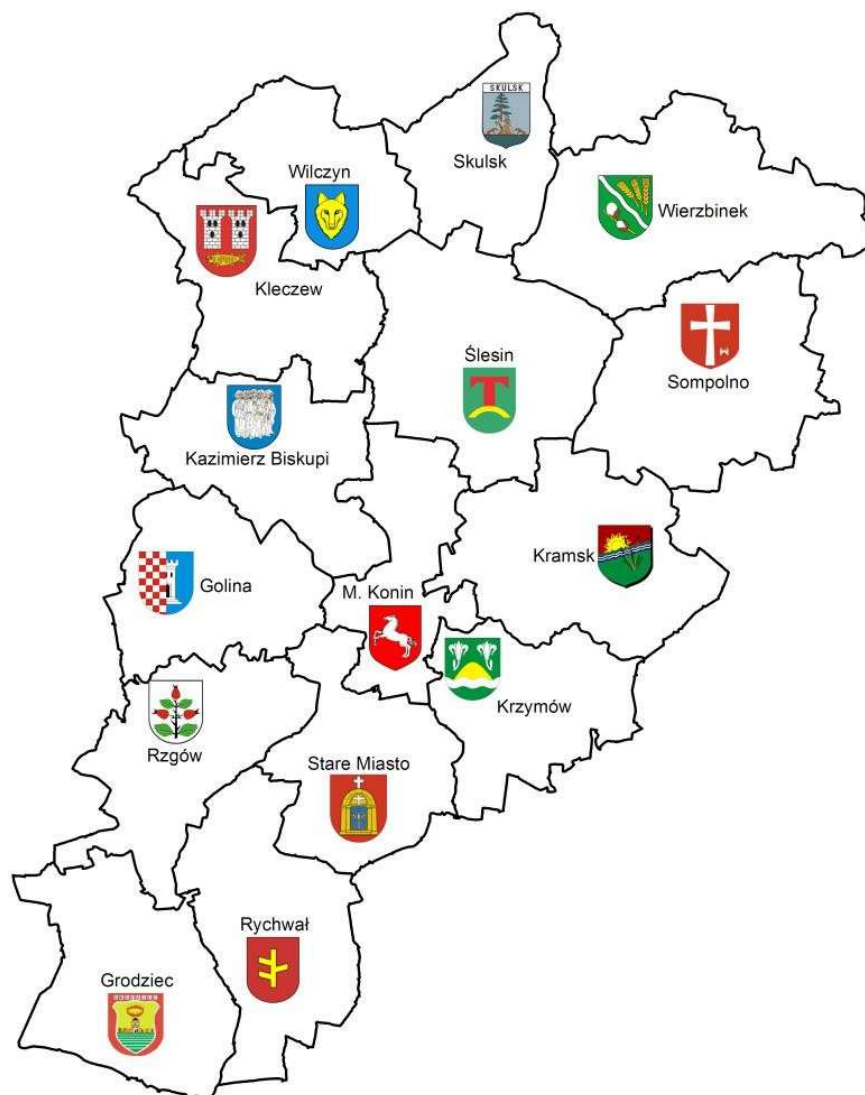 SKULSK
Skulsk
Wilczyn
Wierzbinek
Kleczew
Ślesin
Sompolno
Kazimierz Biskupi
Kramsk
Golina
M. Konin
Krzymów
Rzgów
Stare Miasto
Rychwał
Grodziec